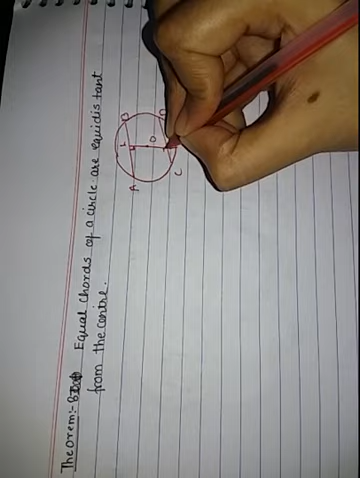 Theorem:- Equal chords of a circle are equidistant
from the centre.
B
D
L
O
A
C